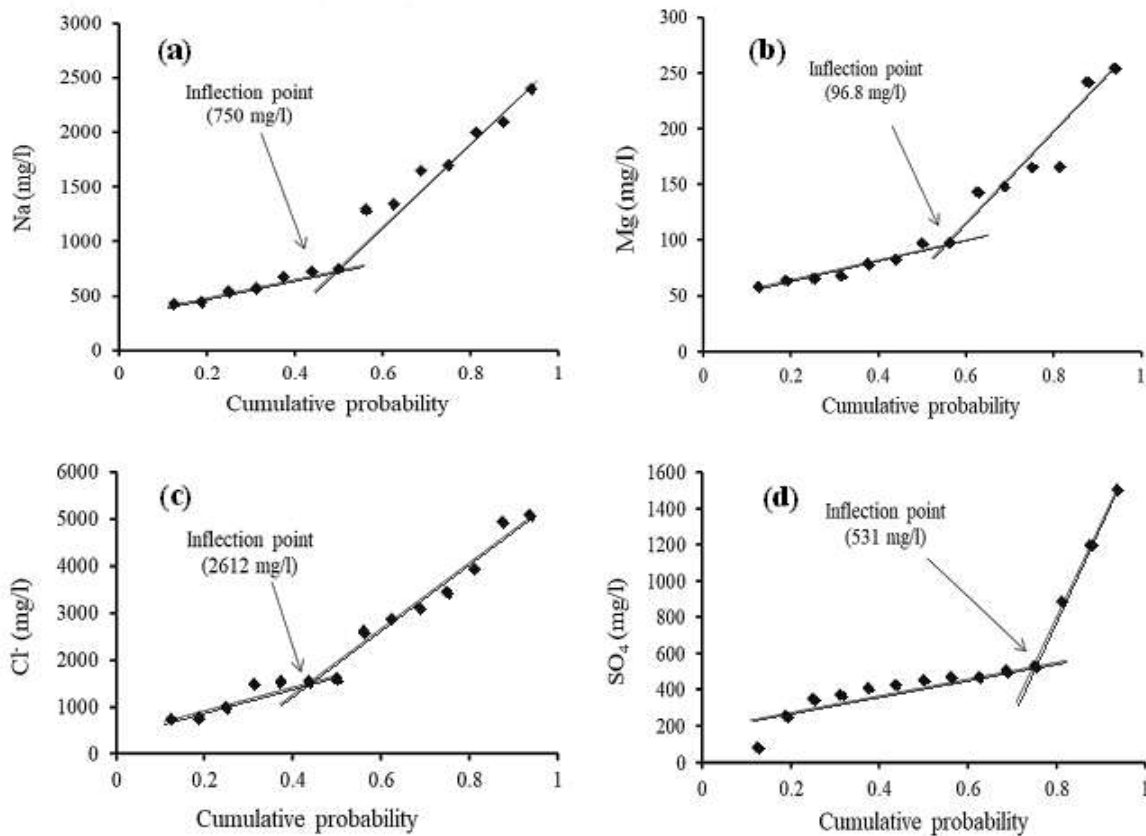 (a)
Inflection point
(750 mg/l)
Na (mg/l)
3000
2500
2000
1500
1000
500
0
0 0.2 0.4 0.6 0.8 1
Cumulative probability
(b)
Inflection point
(96.8 mg/l)
Mg (mg/l)
300
250
200
150
100
50
0
0 0.2 0.4 0.6 0.8 1
Cumulative probability
(c)
Inflection point
(2612 mg/l)
Cl⁻ (mg/l)
6000
5000
4000
3000
2000
1000
0
0 0.2 0.4 0.6 0.8 1
Cumulative probability
(d)
Inflection point
(531 mg/l)
SO₄ (mg/l)
1600
1400
1200
1000
800
600
400
200
0
0 0.2 0.4 0.6 0.8 1
Cumulative probability